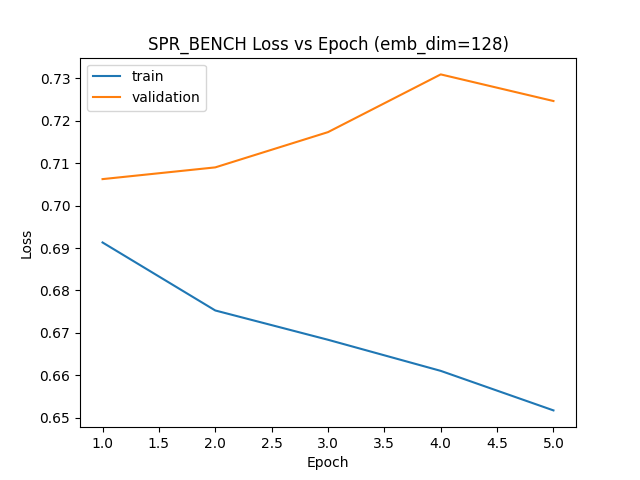 SPR_BENCH Loss vs Epoch (emb_dim=128)
train
validation
0.73
0.72
0.71
0.70
0.69
0.68
0.67
0.66
0.65
Loss
1.0 1.5 2.0 2.5 3.0 3.5 4.0 4.5 5.0
Epoch